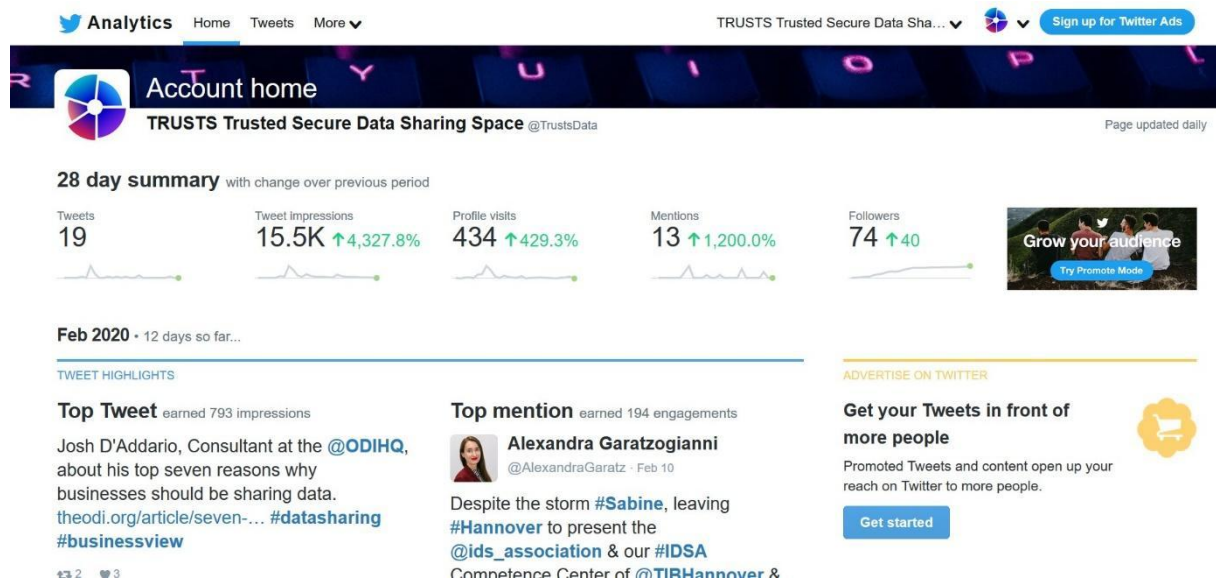 Analytics Home Tweets More
TRUSTS Trusted Secure Data Sha...
Sign up for Twitter Ads
R T Y U I O P
Account home
TRUSTS Trusted Secure Data Sharing Space @TrustsData
Page updated daily
28 day summary with change over previous period
Tweets
19
Tweet impressions
15.5K ↑4,327.8%
Profile visits
434 ↑429.3%
Mentions
13 ↑1,200.0%
Followers
74 ↑40
Grow your audience
Try Promote Mode
Feb 2020 • 12 days so far...
TWEET HIGHLIGHTS
Top Tweet earned 793 impressions
Josh D'Addario, Consultant at the @ODIHQ,
about his top seven reasons why
businesses should be sharing data.
theodi.org/article/seven-... #datasharing
#businessview
2 3
Top mention earned 194 engagements
Alexandra Garatzogianni
@AlexandraGaratz · Feb 10
Despite the storm #Sabine, leaving
#Hannover to present the
@ids_association & our #IDSA
Competence Center of @TIBHannover &
ADVERTISE ON TWITTER
Get your Tweets in front of
more people
Promoted Tweets and content open up your
reach on Twitter to more people.
Get started